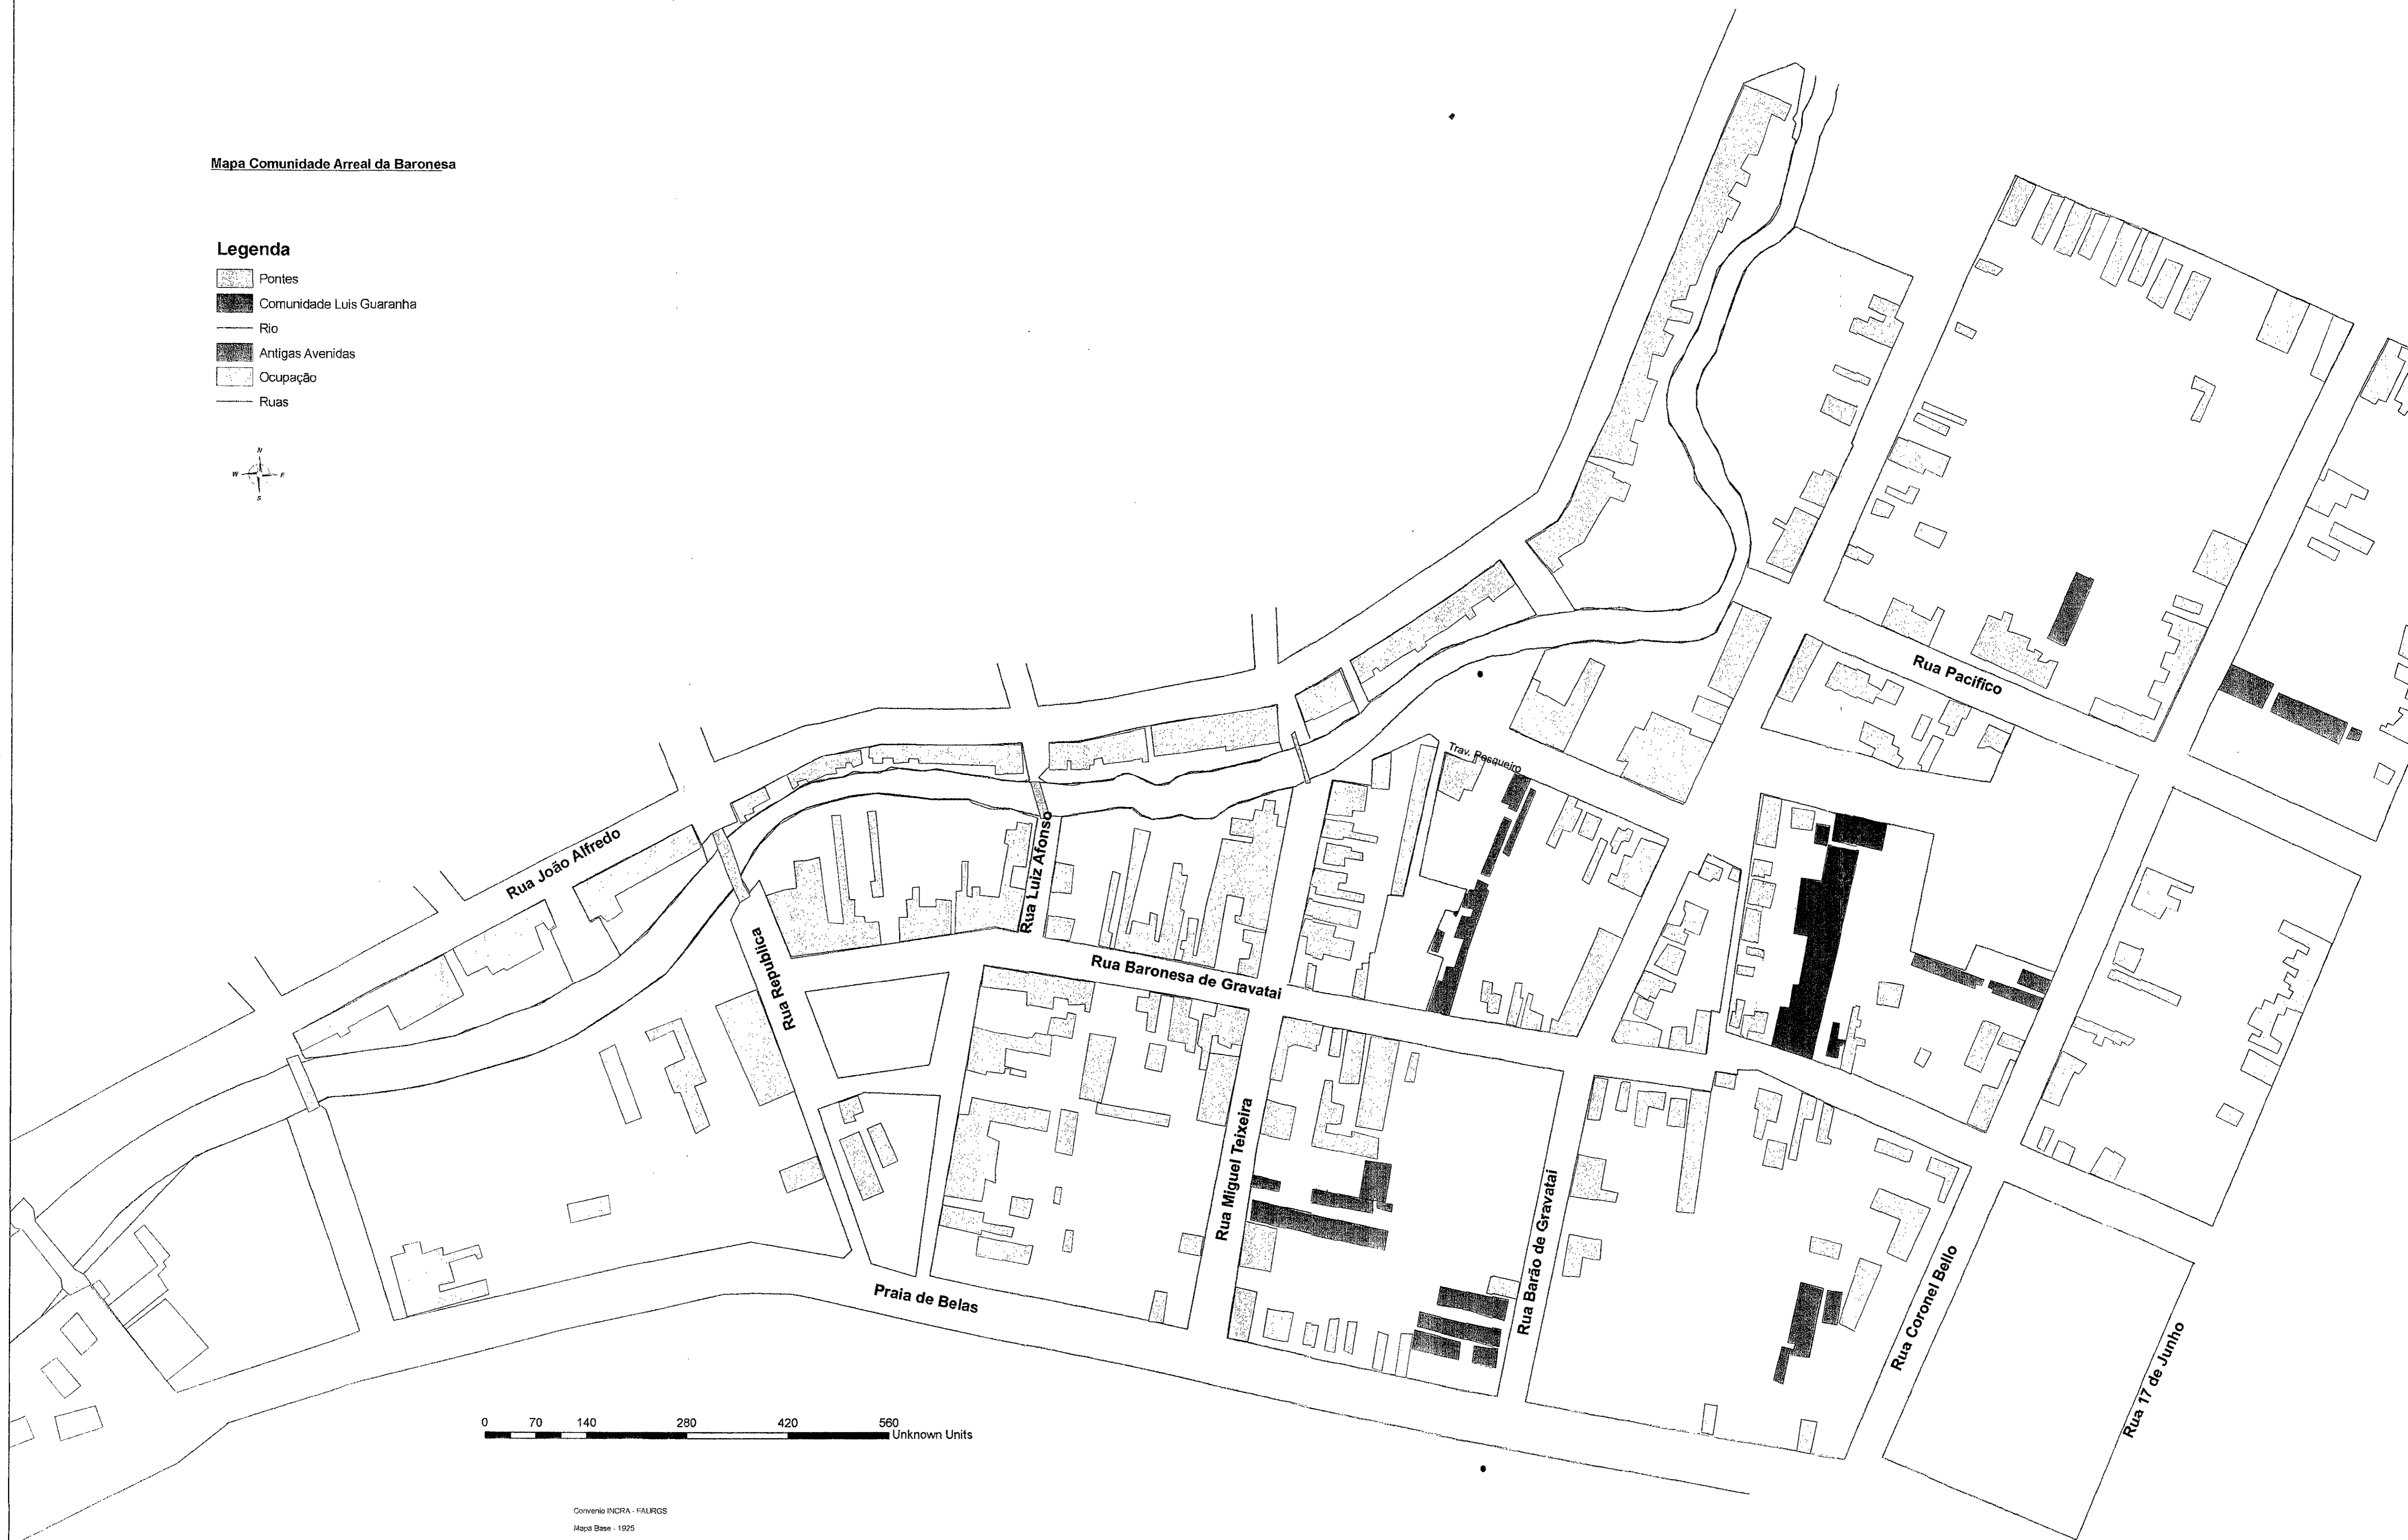 Mapa Comunidade Arreal da Baronesa
Legenda
Pontes
Comunidade Luis Guaranha
Rio
Antigas Avenidas
Ocupação
Ruas
N
W E
S
Rua Pacifico
Trav. Pesqueiro
Rua João Alfredo
Rua Luiz Afonso
Rua Republica
Rua Baronesa de Gravatai
Rua Miguel Teixeira
Rua Barão de Gravatai
Praia de Belas
Rua Coronel Bello
Rua 17 de Junho
0 70 140 280 420 560
Unknown Units
Convenio INCRA - FAURGS
Mapa Base - 1925